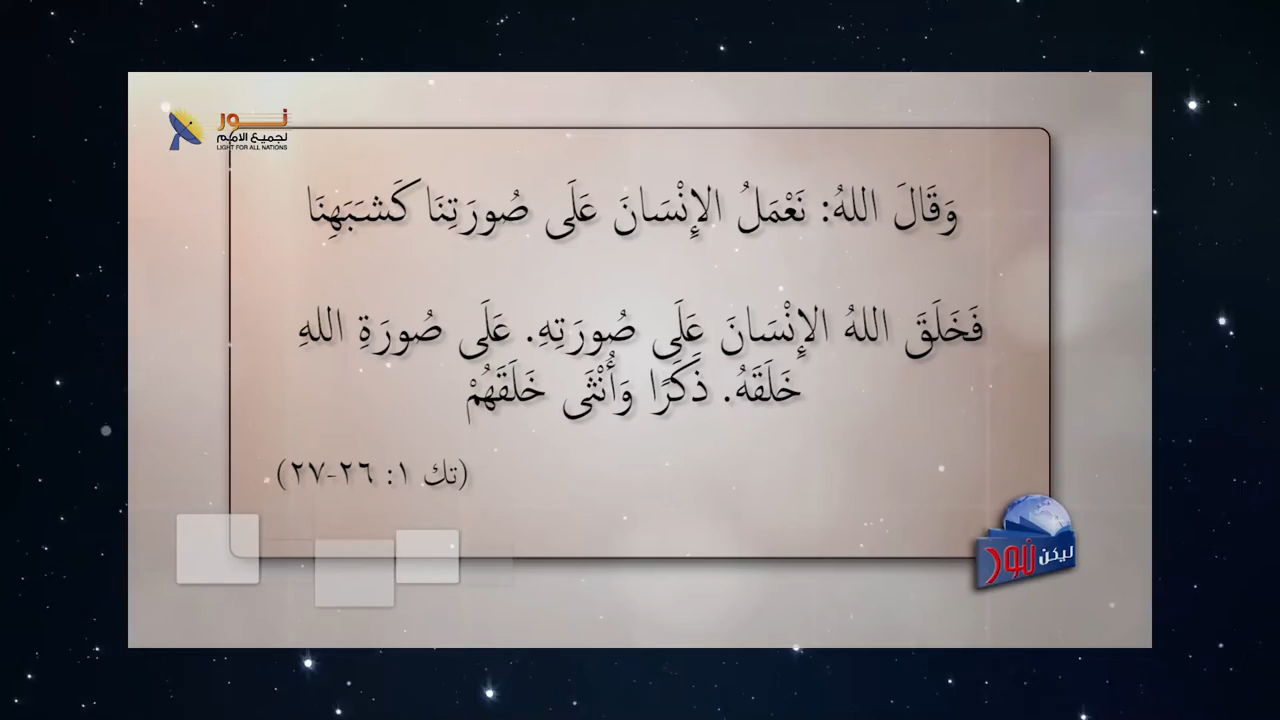 نور
لجميع الامم
LIGHT FOR ALL NATIONS
وَقَالَ اللهُ: نَعْمَلُ الإِنْسَانَ عَلَى صُورَتِنَا كَشَبَهِنَا
فَخَلَقَ اللهُ الإِنْسَانَ عَلَى صُورَتِهِ. عَلَى صُورَةِ اللهِ
خَلَقَهُ. ذَكَرًا وَأُنْثَى خَلَقَهُمْ
(تك ١: ٢٦-٢٧)
ليكن نور